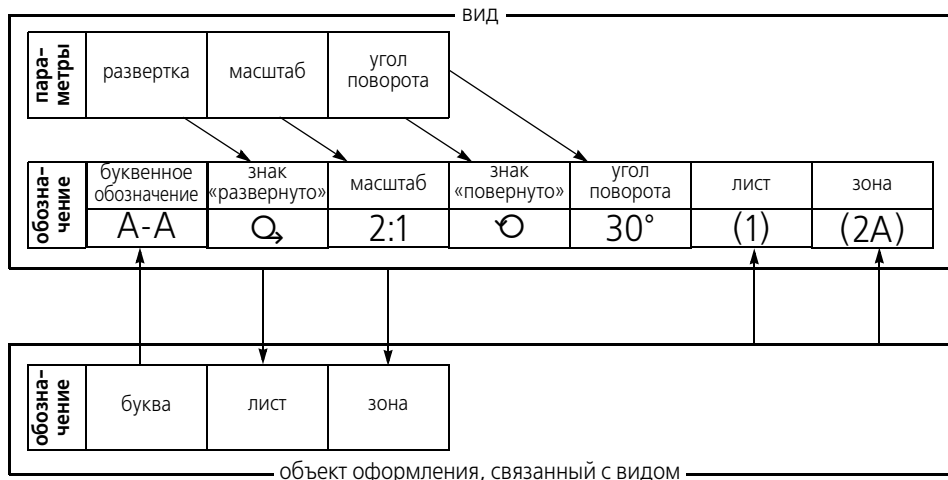 вид
пара-
метры
развертка
масштаб
угол
поворота
обозна-
чение
буквенное
обозначение
знак
«развернуто»
масштаб
знак
«повернуто»
угол
поворота
лист
зона
А-А
2:1
30°
(1)
(2А)
обозна-
чение
буква
лист
зона
объект оформления, связанный с видом